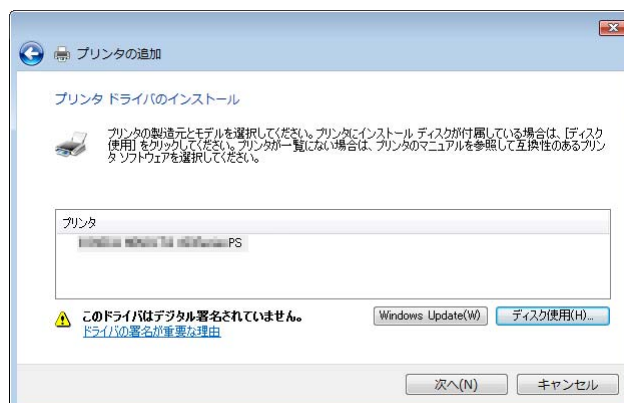 プリンタの追加
プリンタ ドライバのインストール
プリンタの製造元とモデルを選択してください。プリンタにインストール ディスクが付属している場合は、[ディスク
使用] をクリックしてください。プリンタが一覧にない場合は、プリンタのマニュアルを参照して互換性のあるプリン
タ ソフトウェアを選択してください。
プリンタ
PS
このドライバはデジタル署名されていません。
ドライバの署名が重要な理由
Windows Update(W)
ディスク使用(H)...
次へ(N)
キャンセル